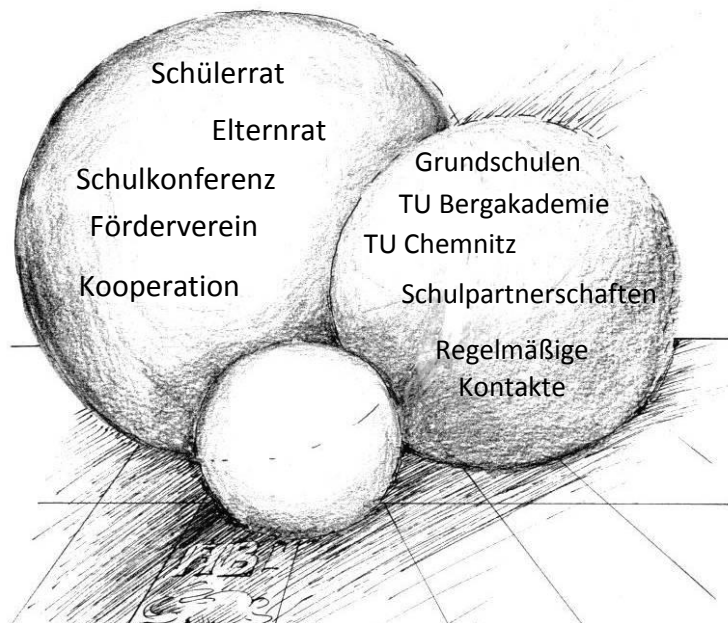 Schülerrat
Elternrat
Schulkonferenz
Förderverein
Kooperation
Grundschulen
TU Bergakademie
TU Chemnitz
Schulpartnerschaften
Regelmäßige
Kontakte